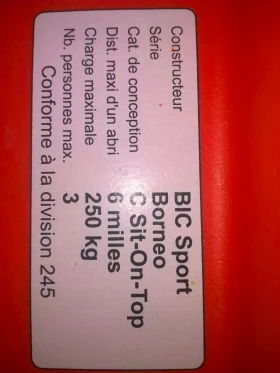 Constructeur BIC Sport
Série Borneo
Cat. de conception C Sit-On-Top
Dist. maxi d'un abri 6 milles
Charge maximale 250 kg
Nb. personnes max. 3
Conforme à la division 245